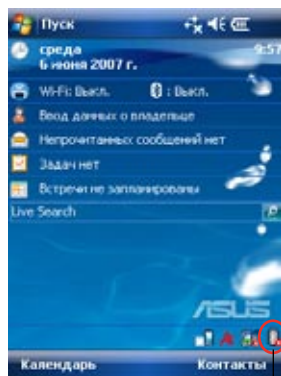 Пуск
среда 9:57
6 июня 2007 г.
Wi-Fi: Выкл. : Выкл.
Ввод данных о владельце
Непрочитанных сообщений нет
Задач нет
Встречи не запланированы
Live Search
ASUS
Календарь Контакты